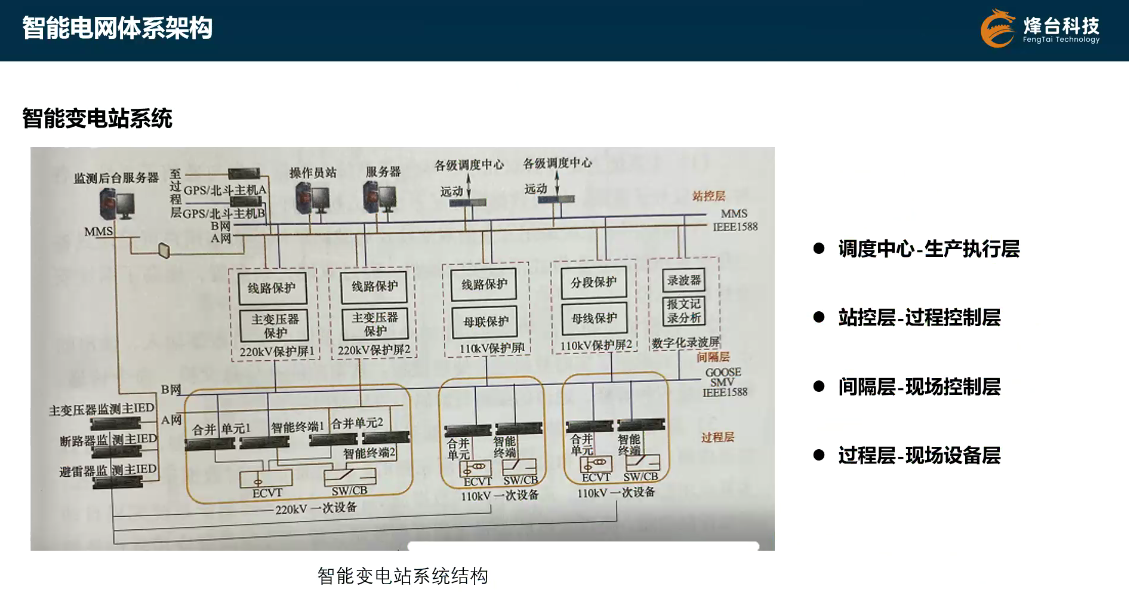 智能电网体系架构
烽台科技
FengTai Technology
智能变电站系统
监测后台服务器
至过程层
GPS/北斗主机A
GPS/北斗主机B
操作员站
服务器
各级调度中心
各级调度中心
远动
远动
站控层
B网
A网
MMS
MMS
IEEE1588
线路保护
主变压器
保护
220kV保护屏1
线路保护
主变压器
保护
220kV保护屏2
线路保护
母联保护
110kV保护屏1
分段保护
母线保护
110kV保护屏2
录波器
报文记
录分析
数字化录波屏
间隔层
GOOSE
SMV
IEEE1588
B网
A网
主变压器监测主IED
断路器监测主IED
避雷器监测主IED
合并单元1
智能终端1
合并单元2
智能终端2
ECVT
SW/CB
220kV一次设备
合并
单元
智能
终端
ECVT
SW/CB
110kV一次设备
合并
单元
智能
终端
ECVT
SW/CB
110kV一次设备
过程层
智能变电站系统结构
● 调度中心-生产执行层
● 站控层-过程控制层
● 间隔层-现场控制层
● 过程层-现场设备层